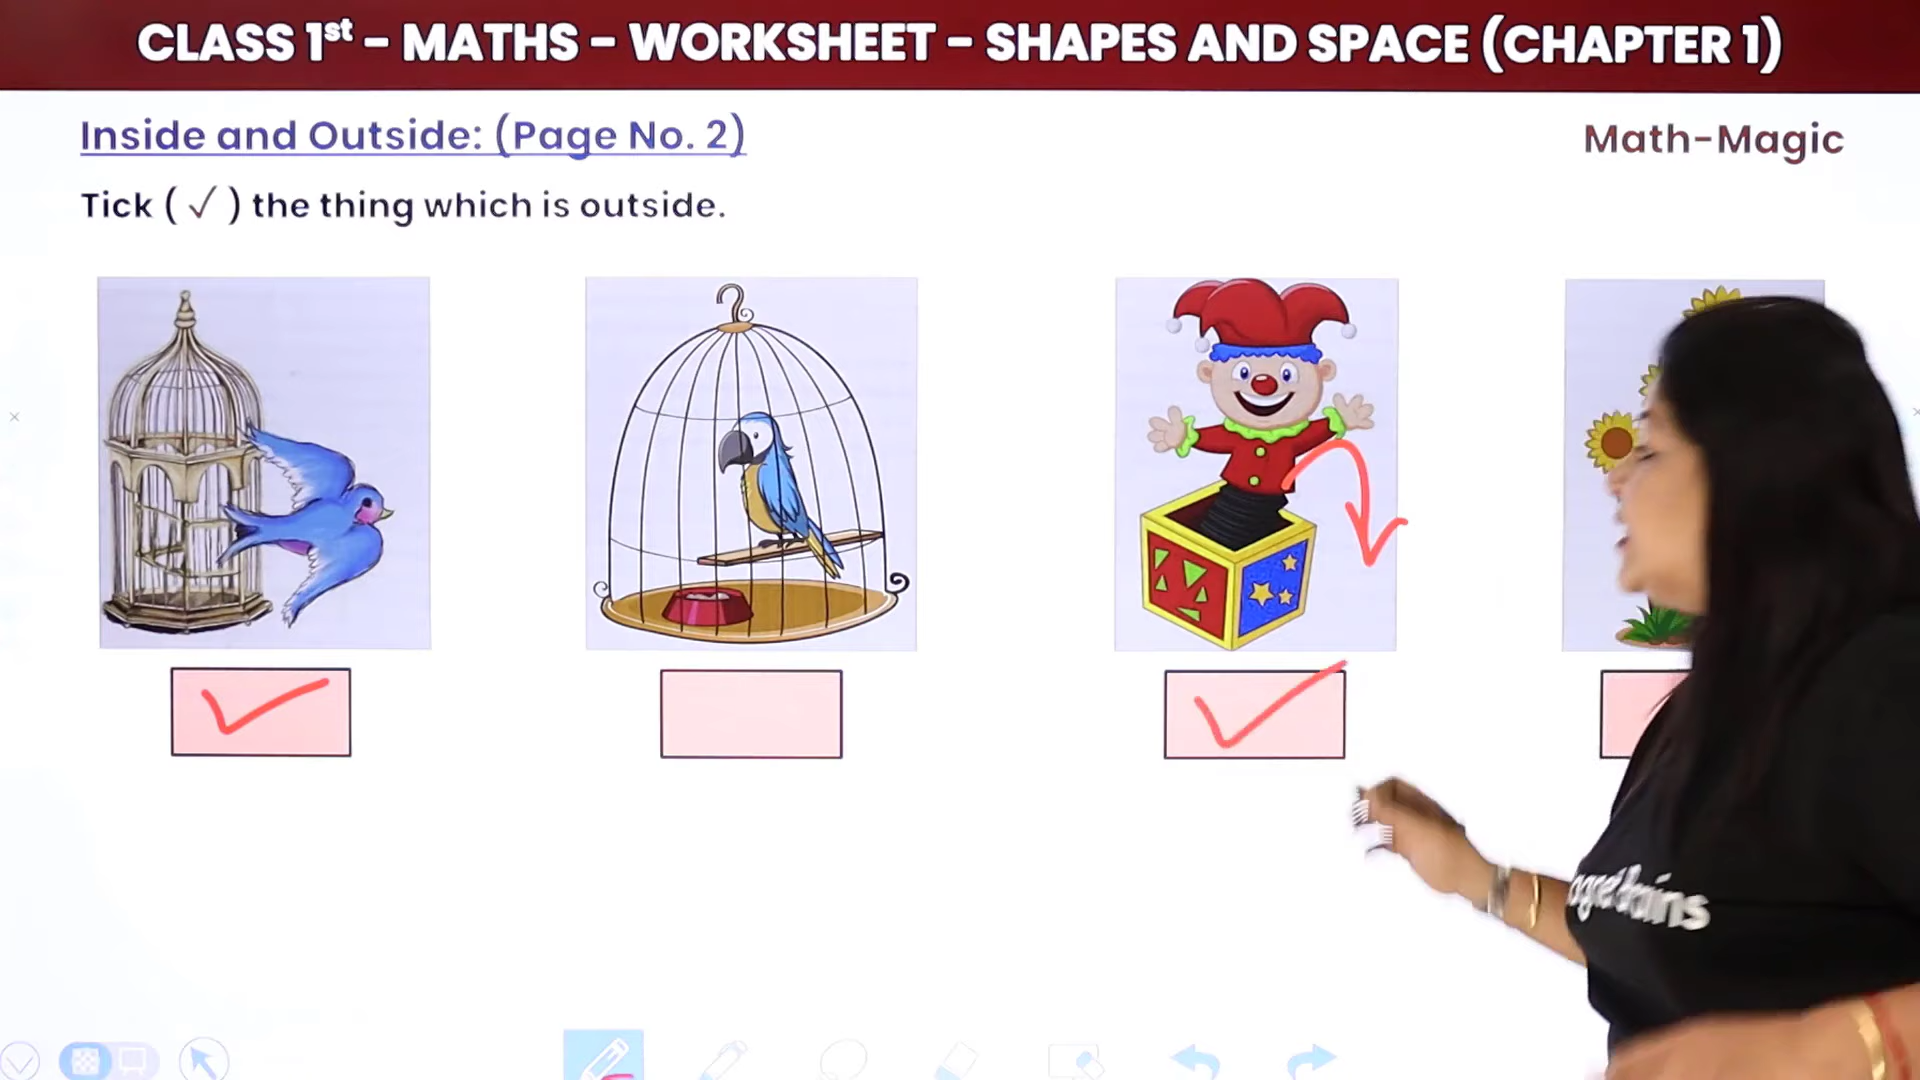 CLASS 1st - MATHS - WORKSHEET - SHAPES AND SPACE (CHAPTER 1)
Inside and Outside: (Page No. 2)
Math-Magic
Tick ( ✓ ) the thing which is outside.